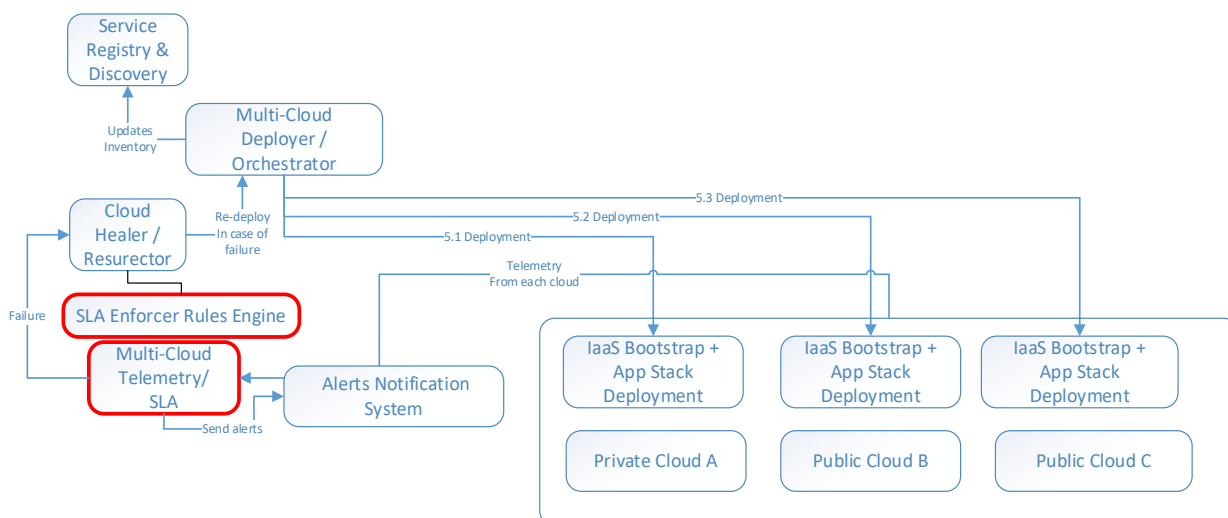 Service
Registry &
Discovery
Updates
Inventory
Multi-Cloud
Deployer /
Orchestrator
Cloud
Healer /
Resurector
Re-deploy
In case of
failure
5.3 Deployment
5.2 Deployment
5.1 Deployment
Telemetry
From each cloud
Failure
SLA Enforcer Rules Engine
Multi-Cloud
Telemetry/
SLA
Alerts Notification
System
Send alerts
IaaS Bootstrap +
App Stack
Deployment
IaaS Bootstrap +
App Stack
Deployment
IaaS Bootstrap +
App Stack
Deployment
Private Cloud A
Public Cloud B
Public Cloud C